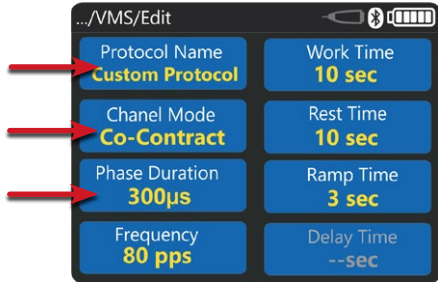 .../VMS/Edit
Protocol Name
Custom Protocol
Work Time
10 sec
Chanel Mode
Co-Contract
Rest Time
10 sec
Phase Duration
300µs
Ramp Time
3 sec
Frequency
80 pps
Delay Time
--sec